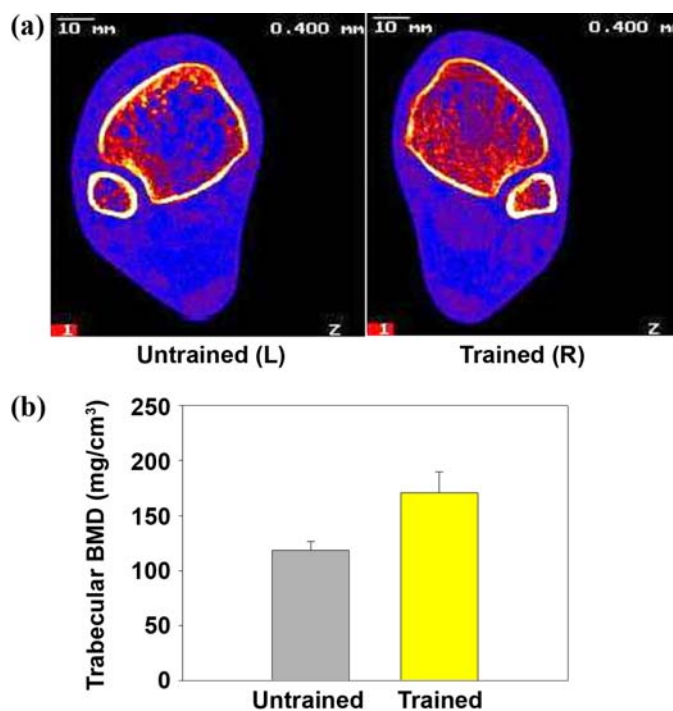 (a)
10 mm 0.400 mm
10 mm 0.400 mm
1 Z
1 Z
Untrained (L) Trained (R)
(b)
Trabecular BMD (mg/cm³)
250
200
150
100
50
0
Untrained Trained